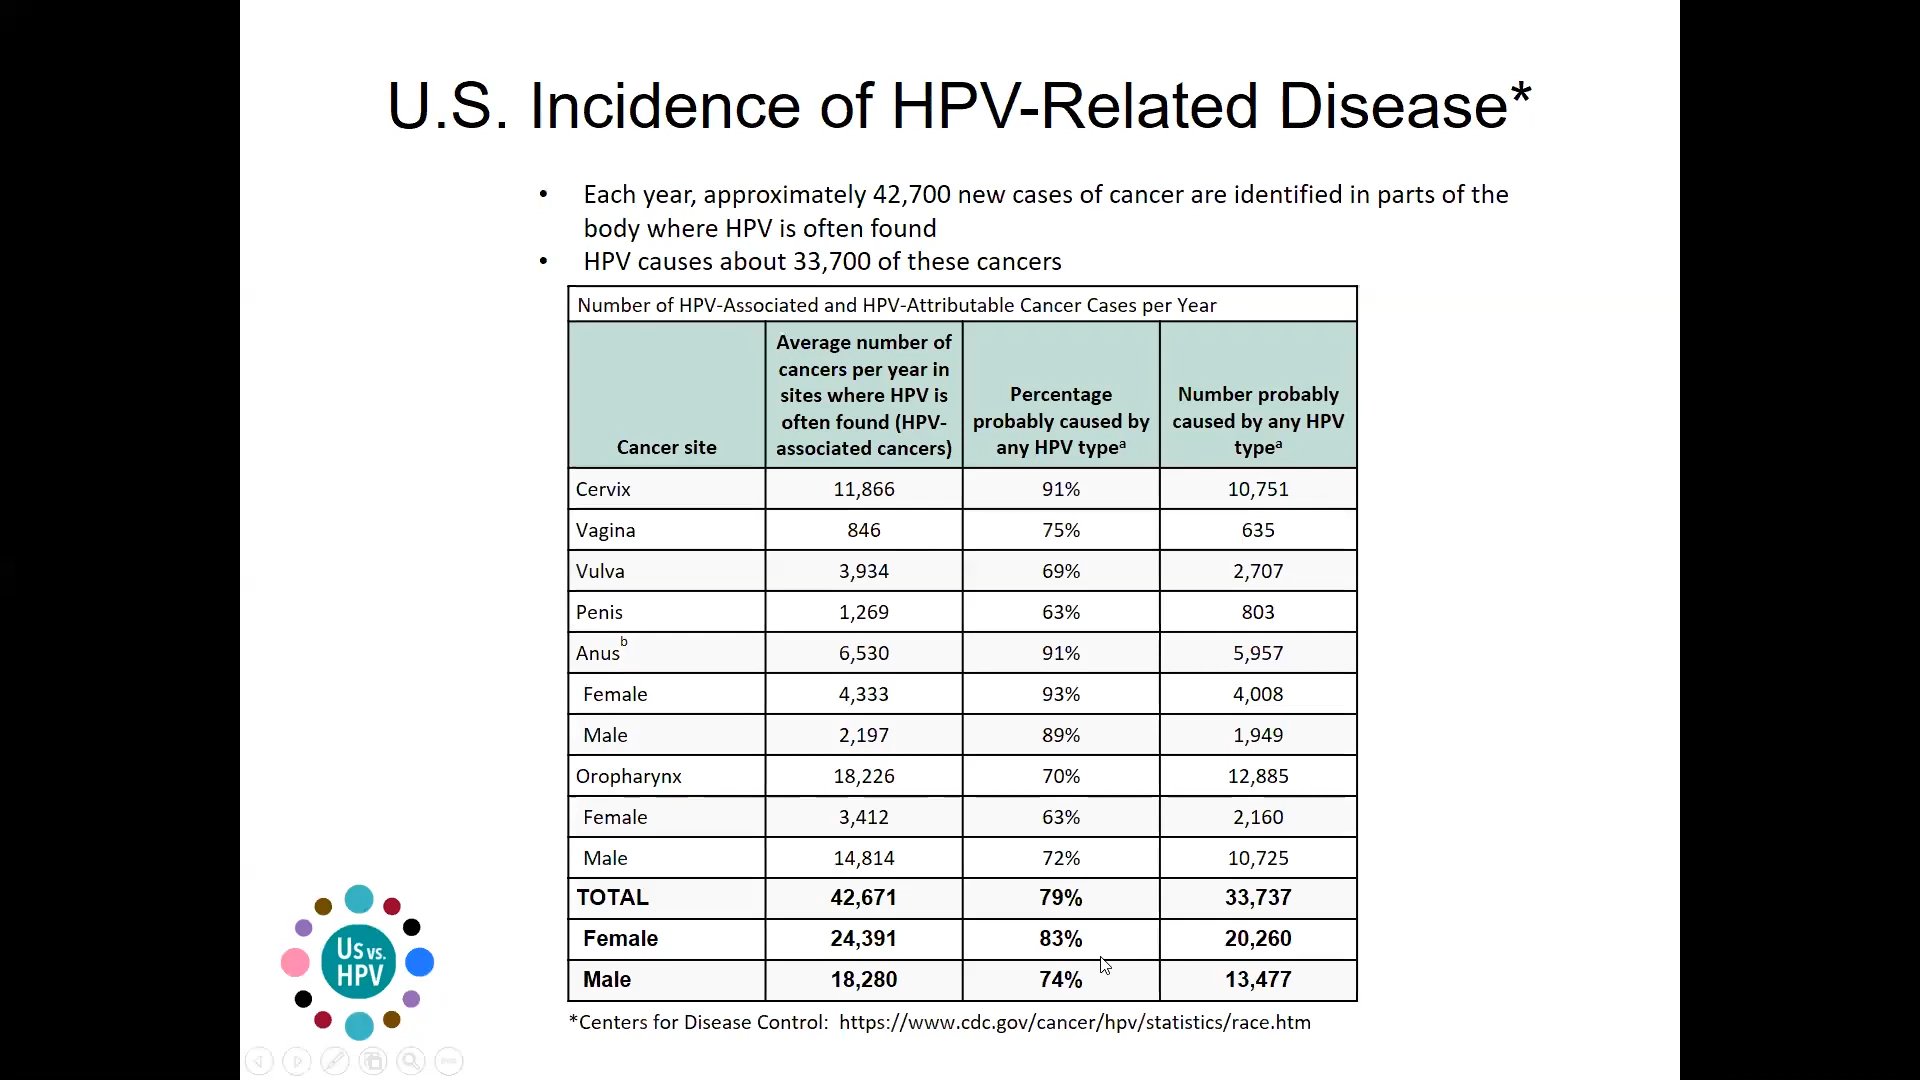 U.S. Incidence of HPV-Related Disease*
• Each year, approximately 42,700 new cases of cancer are identified in parts of the
body where HPV is often found
• HPV causes about 33,700 of these cancers
Number of HPV-Associated and HPV-Attributable Cancer Cases per Year
Cancer site
Average number of
cancers per year in
sites where HPV is
often found (HPV-
associated cancers)
Percentage
probably caused by
any HPV typeᵃ
Number probably
caused by any HPV
typeᵃ
Cervix 11,866 91% 10,751
Vagina 846 75% 635
Vulva 3,934 69% 2,707
Penis 1,269 63% 803
Anusᵇ 6,530 91% 5,957
Female 4,333 93% 4,008
Male 2,197 89% 1,949
Oropharynx 18,226 70% 12,885
Female 3,412 63% 2,160
Male 14,814 72% 10,725
TOTAL 42,671 79% 33,737
Female 24,391 83% 20,260
Male 18,280 74% 13,477
*Centers for Disease Control: https://www.cdc.gov/cancer/hpv/statistics/race.htm
Us vs.
HPV